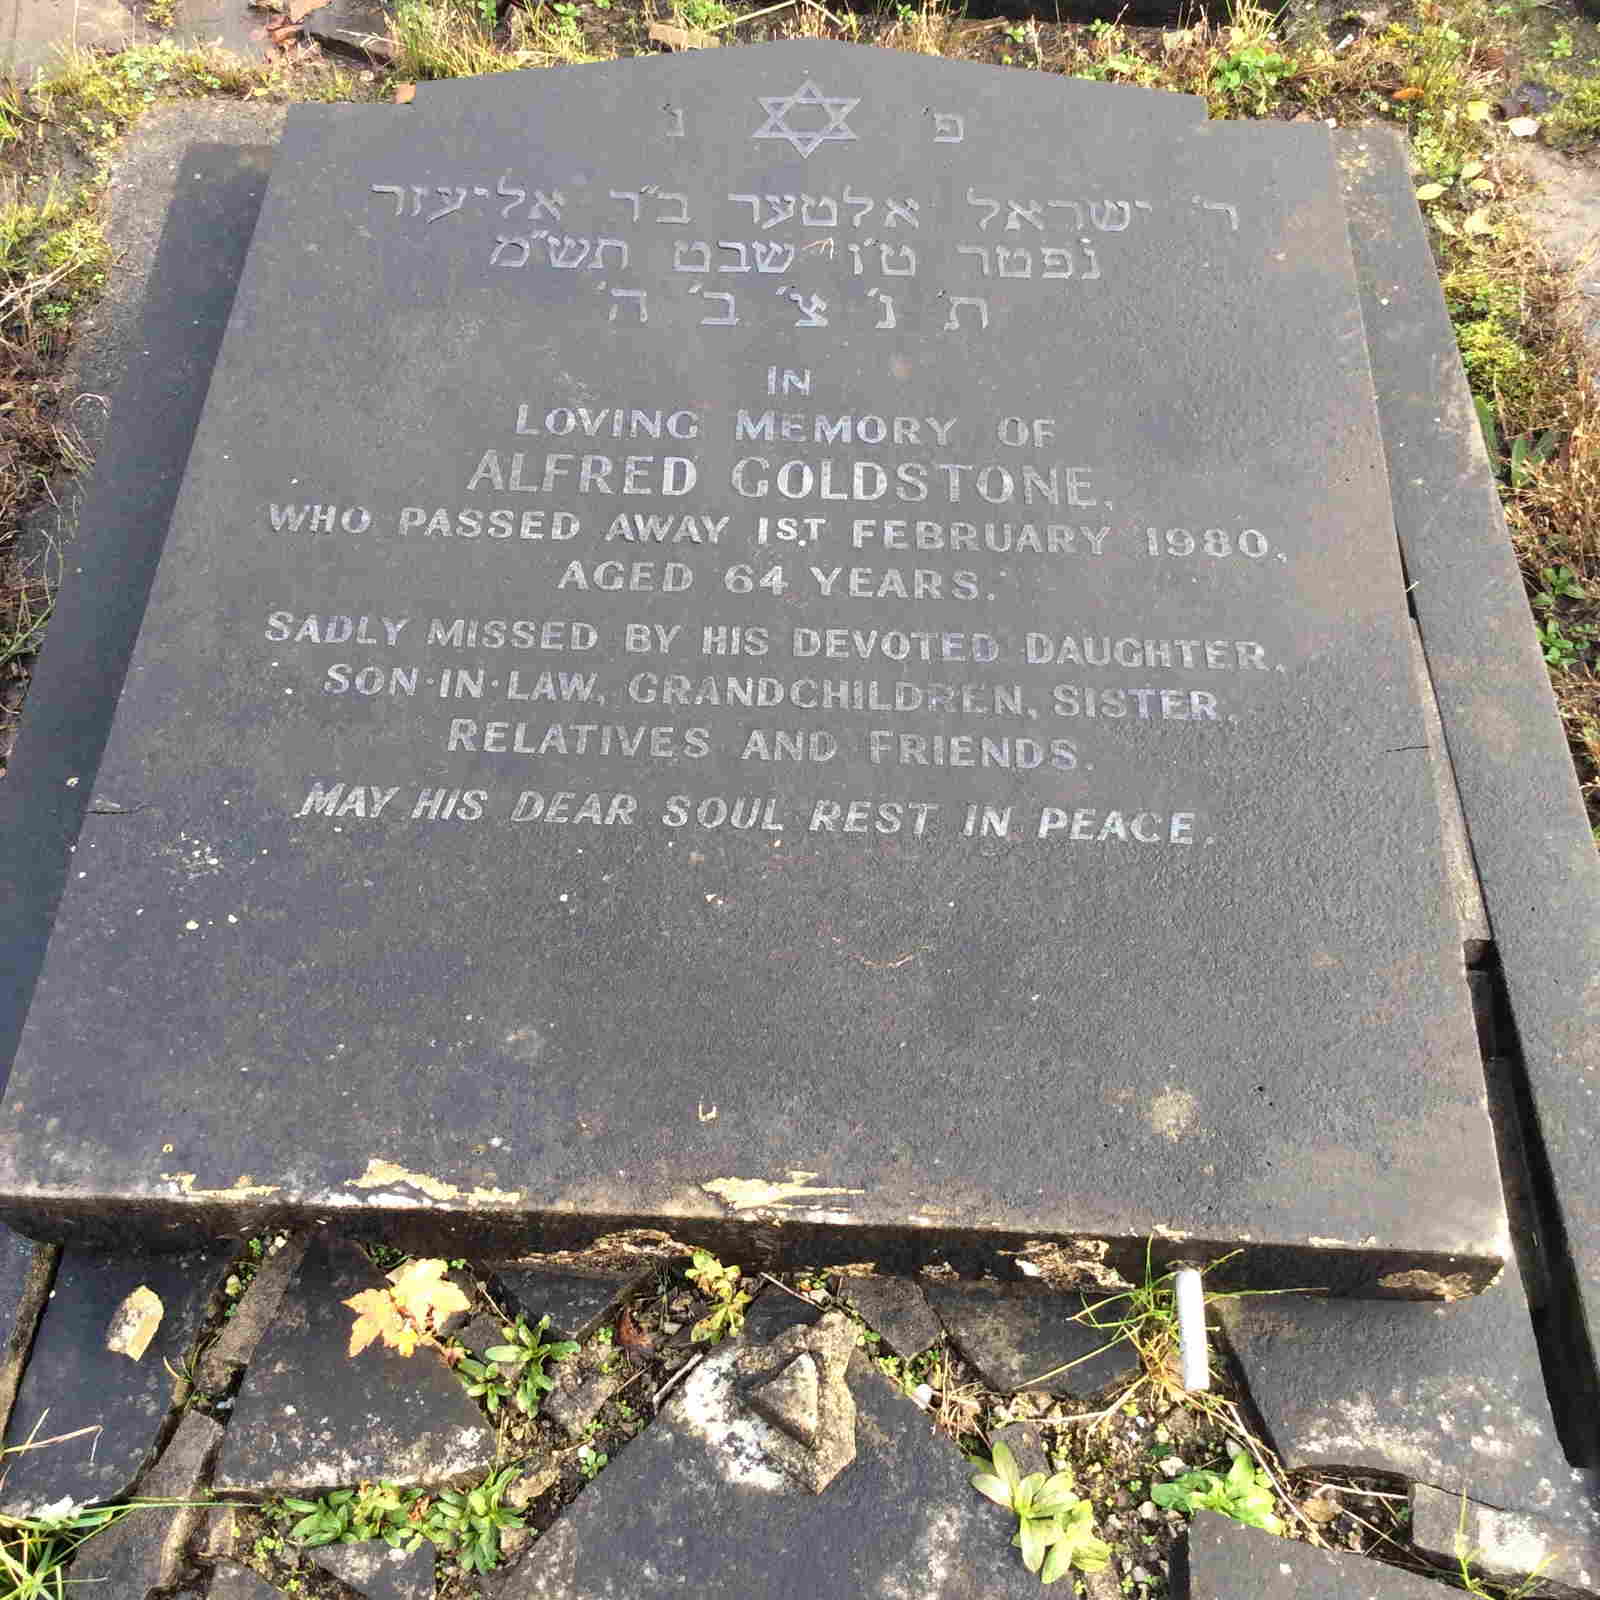 פ' נ'
ר' ישראל אלטער ב"ר אליעזר
נפטר ט"ו שבט תש"מ
ת' נ' צ' ב' ה'
IN
LOVING MEMORY OF
ALFRED GOLDSTONE,
WHO PASSED AWAY 1ST FEBRUARY 1980,
AGED 64 YEARS.
SADLY MISSED BY HIS DEVOTED DAUGHTER,
SON-IN-LAW, GRANDCHILDREN, SISTER,
RELATIVES AND FRIENDS.
MAY HIS DEAR SOUL REST IN PEACE.